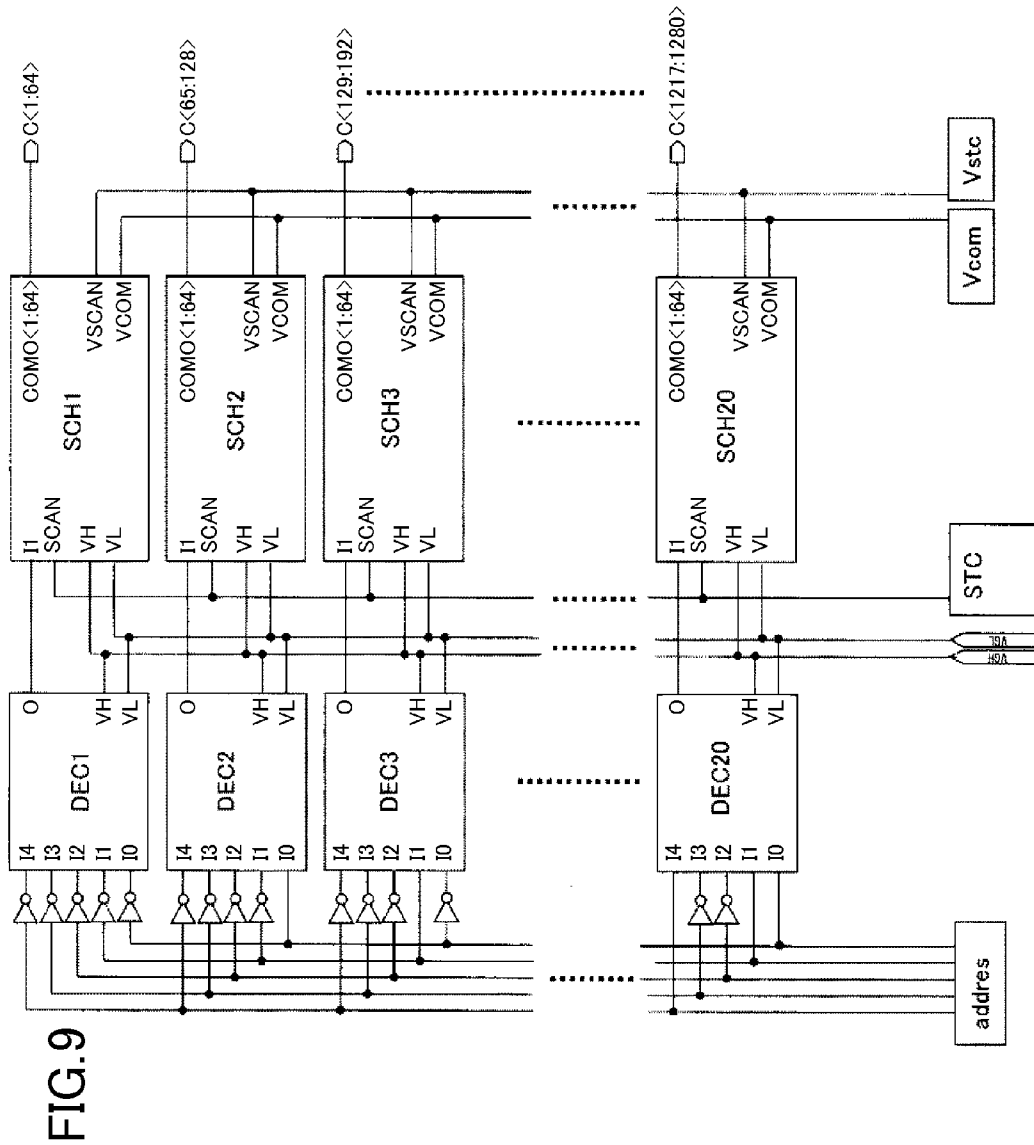 FIG.9
I4
I3
I2
I1
I0
DEC1
O
VH
VL
I1
SCAN
VH
VL
SCH1
COMO<1:64>
VSCAN
VCOM
C<1:64>
I4
I3
I2
I1
I0
DEC2
O
VH
VL
I1
SCAN
VH
VL
SCH2
COMO<1:64>
VSCAN
VCOM
C<65:128>
I4
I3
I2
I1
I0
DEC3
O
VH
VL
I1
SCAN
VH
VL
SCH3
COMO<1:64>
VSCAN
VCOM
C<129:192>
I4
I3
I2
I1
I0
DEC20
O
VH
VL
I1
SCAN
VH
VL
SCH20
COMO<1:64>
VSCAN
VCOM
C<1217:1280>
addres
VGH
VGL
STC
Vcom
Vstc